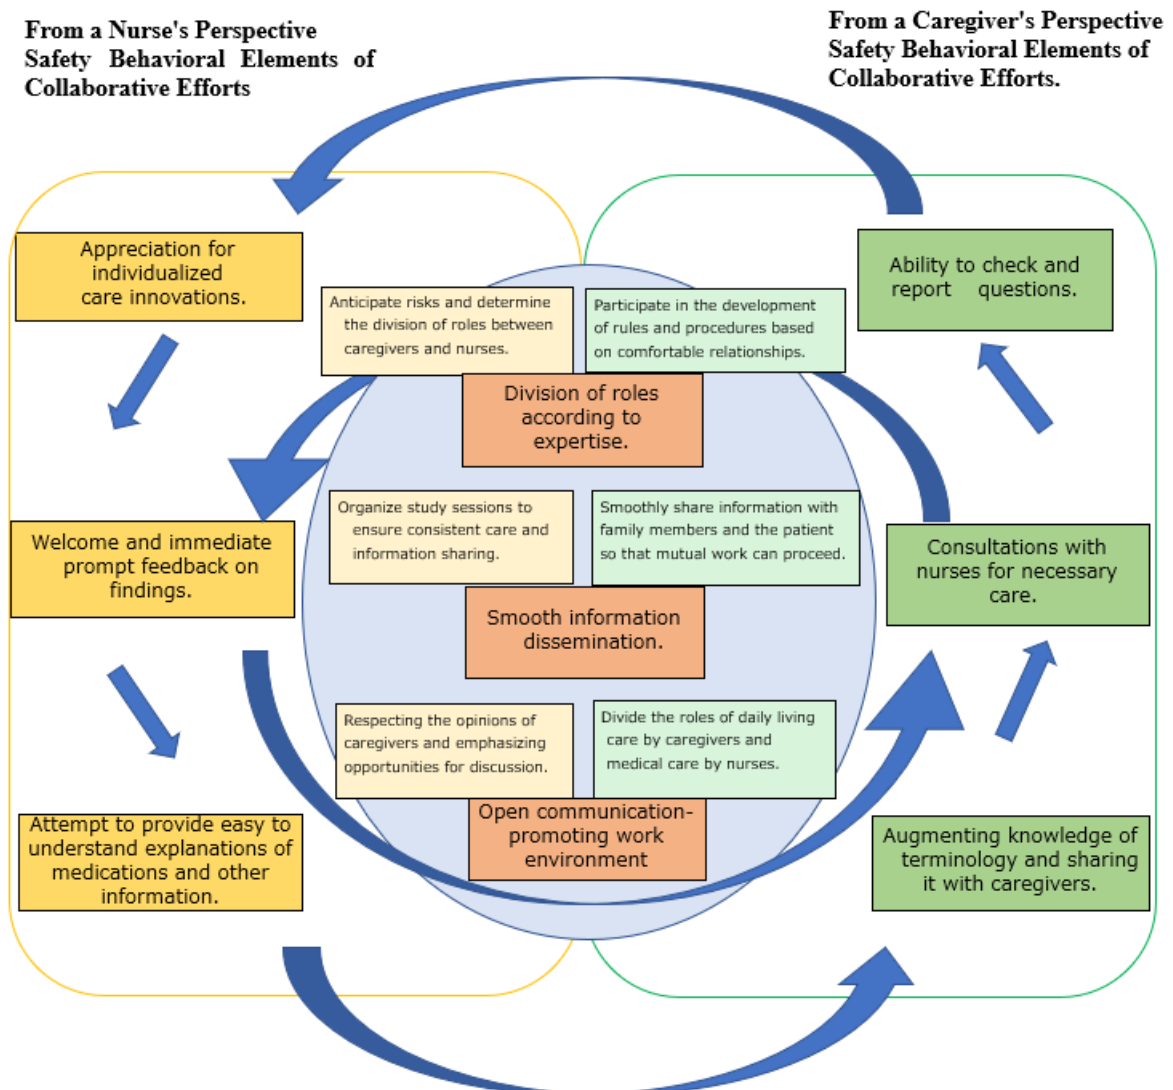 From a Nurse's Perspective
Safety Behavioral Elements of
Collaborative Efforts
From a Caregiver's Perspective
Safety Behavioral Elements of
Collaborative Efforts.
Appreciation for
individualized
care innovations.
Ability to check and
report questions.
Anticipate risks and determine
the division of roles between
caregivers and nurses.
Participate in the development
of rules and procedures based
on comfortable relationships.
Division of roles
according to
expertise.
Welcome and immediate
prompt feedback on
findings.
Organize study sessions to
ensure consistent care and
information sharing.
Smoothly share information with
family members and the patient
so that mutual work can proceed.
Consultations with
nurses for necessary
care.
Smooth information
dissemination.
Respecting the opinions of
caregivers and emphasizing
opportunities for discussion.
Divide the roles of daily living
care by caregivers and
medical care by nurses.
Open communication-
promoting work
environment
Attempt to provide easy to
understand explanations of
medications and other
information.
Augmenting knowledge of
terminology and sharing
it with caregivers.